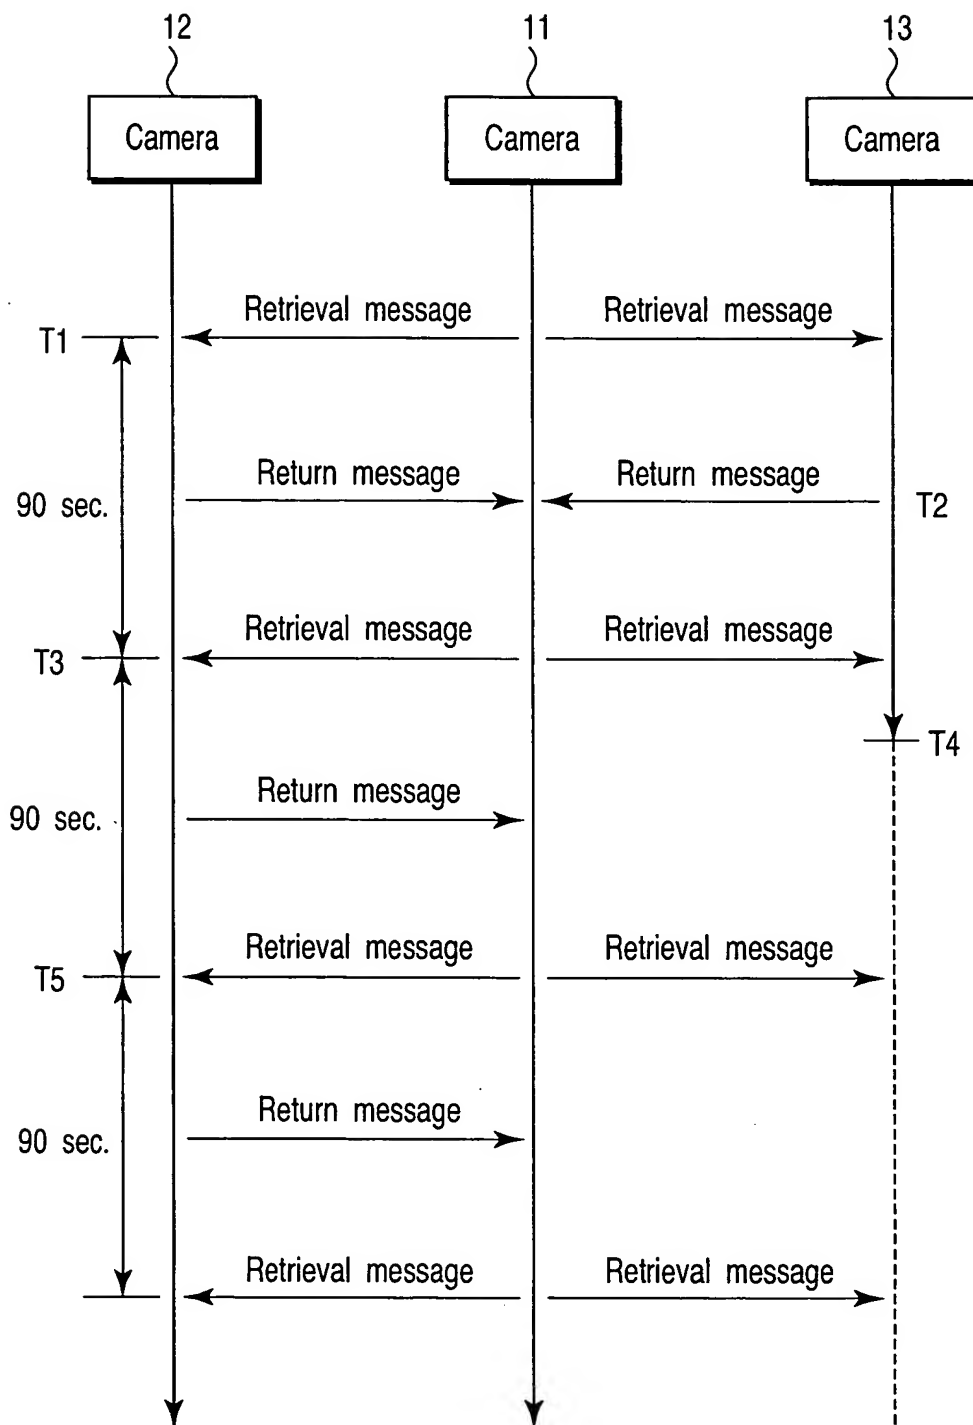 12
11
13
Camera
Camera
Camera
Retrieval message
Retrieval message
T1
Return message
Return message
90 sec.
T2
Retrieval message
Retrieval message
T3
T4
Return message
90 sec.
Retrieval message
Retrieval message
T5
Return message
90 sec.
Retrieval message
Retrieval message